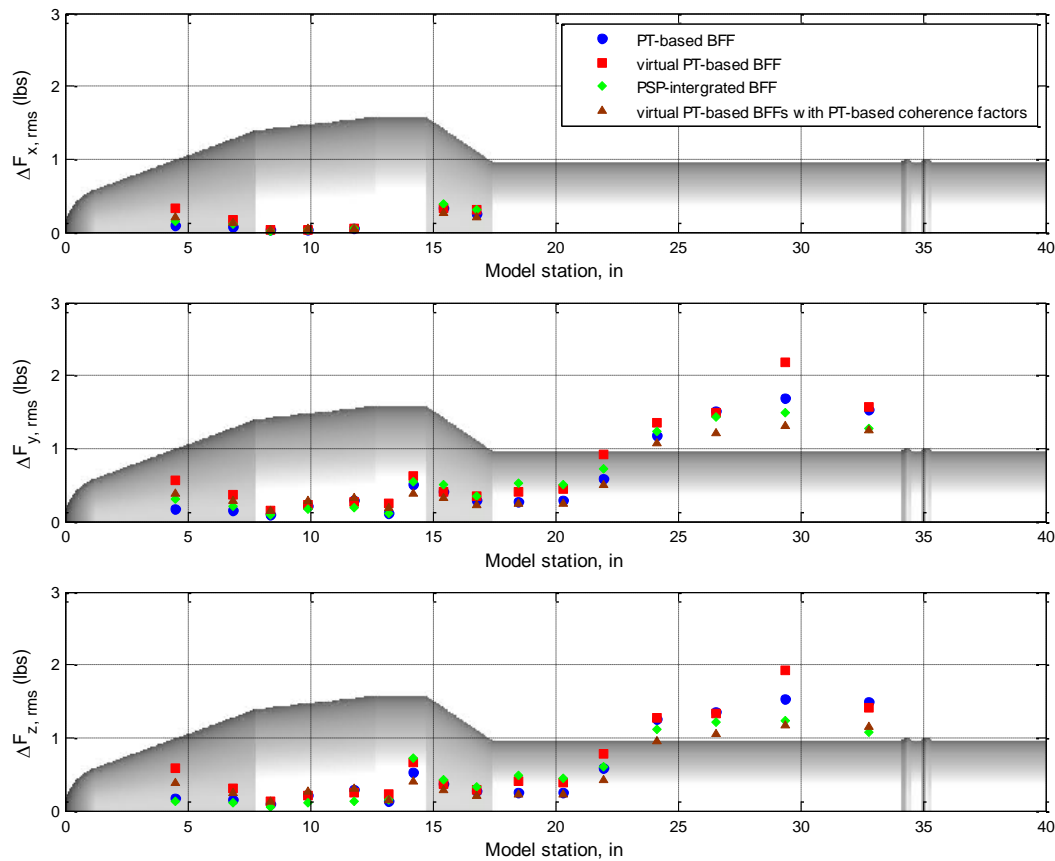 3
2
1
0
ΔF x, rms (lbs)
PT-based BFF
virtual PT-based BFF
PSP-intergrated BFF
virtual PT-based BFFs with PT-based coherence factors
0 5 10 15 20 25 30 35 40
Model station, in
3
2
1
0
ΔF y, rms (lbs)
0 5 10 15 20 25 30 35 40
Model station, in
3
2
1
0
ΔF z, rms (lbs)
0 5 10 15 20 25 30 35 40
Model station, in